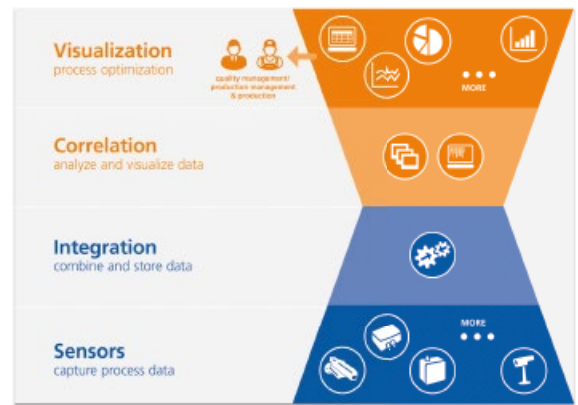 Visualization
process optimization
quality management/
production management
& production
MORE
Correlation
analyze and visualize data
Integration
combine and store data
MORE
Sensors
capture process data